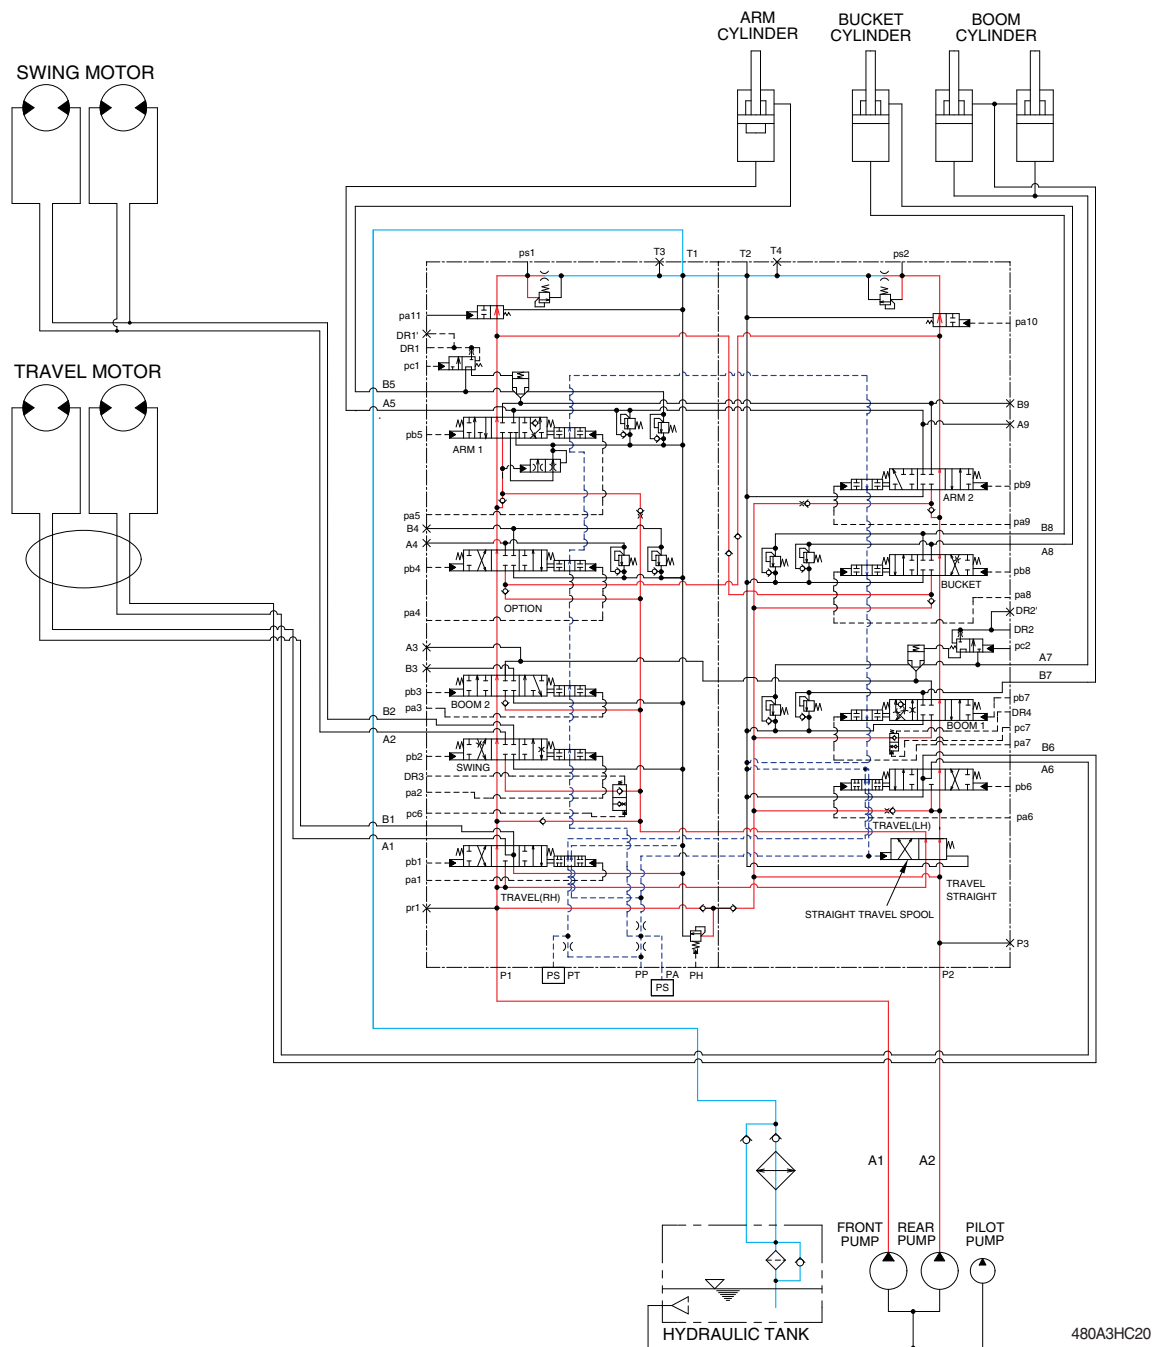 ARM
CYLINDER
BUCKET
CYLINDER
BOOM
CYLINDER
SWING MOTOR
TRAVEL MOTOR
ps1
T3
T1
T2
T4
ps2
pa11
pa10
DR1'
DR1
pc1
B5
A5
B9
A9
pb5
ARM 1
pb9
ARM 2
pa5
pa9
B4
B8
A4
A8
pb4
pb8
BUCKET
OPTION
pa8
pa4
DR2'
DR2
A3
pc2
A7
B3
B7
pb3
pb7
BOOM 2
pa3
DR4
B2
BOOM 1
pc7
A2
pa7
B6
pb2
SWING
A6
DR3
pb6
pa2
pc6
pa6
B1
TRAVEL(LH)
A1
pb1
pa1
TRAVEL
STRAIGHT
TRAVEL(RH)
pr1
STRAIGHT TRAVEL SPOOL
P3
P1
PS
PT
PP
PA
PH
P2
PS
A1
A2
FRONT
PUMP
REAR
PUMP
PILOT
PUMP
HYDRAULIC TANK
480A3HC20